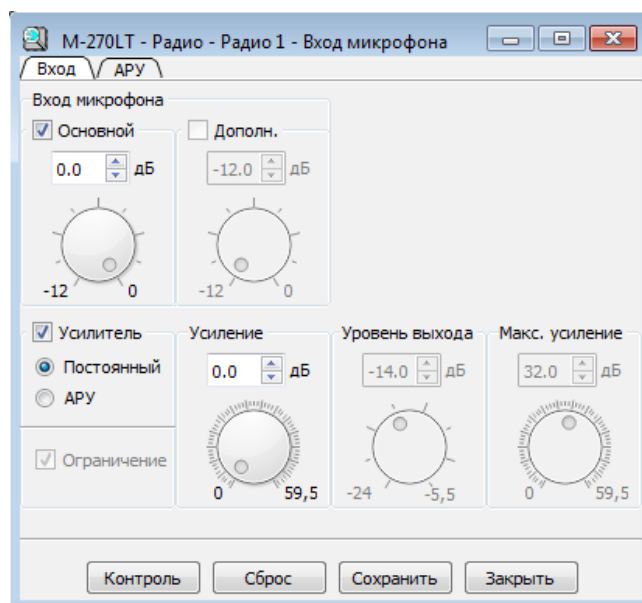 М-270LT - Радио - Радио 1 - Вход микрофона
Вход АРУ
Вход микрофона
Основной Дополн.
0.0 дБ -12.0 дБ
-12 0 -12 0
Усилитель Усиление Уровень выхода Макс. усиление
Постоянный 0.0 дБ -14.0 дБ 32.0 дБ
АРУ
Ограничение
0 59,5 -24 -5,5 0 59,5
Контроль Сброс Сохранить Закрыть